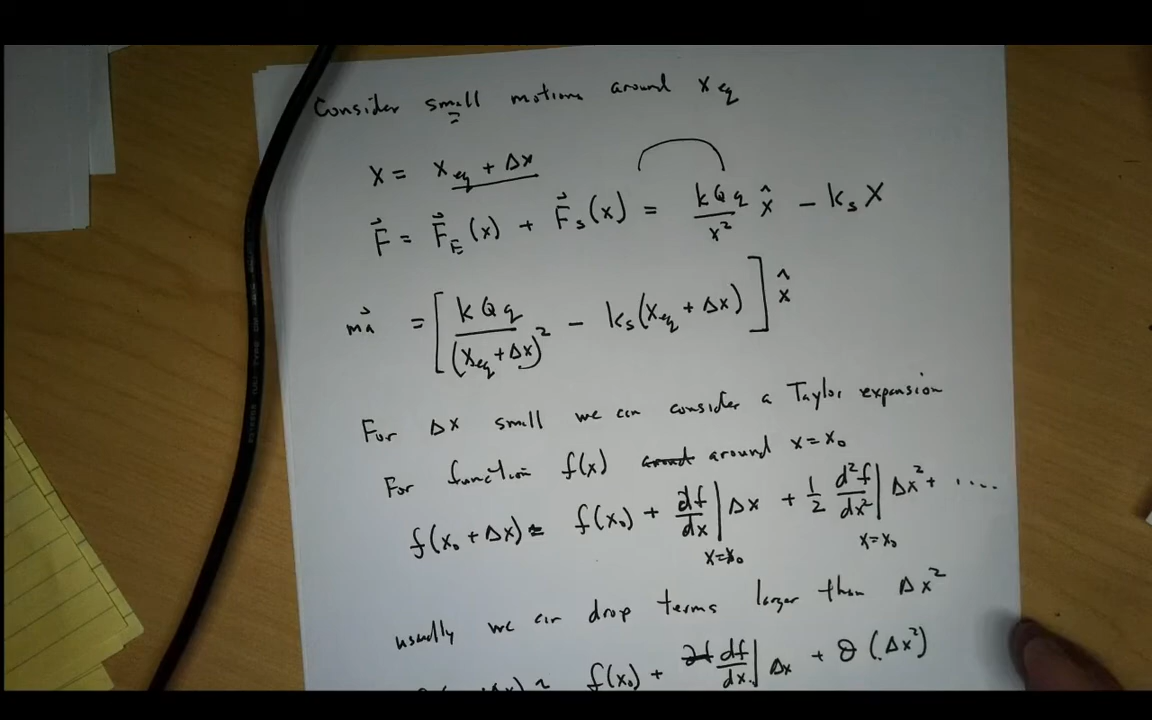 Consider small motions around x_eq
x = x_eq + Δx
F⃗ = F⃗_E(x) + F⃗_s(x) = kQq/x² x̂ - k_s x
ma⃗ = [kQq/(x_eq + Δx)² - k_s(x_eq + Δx)] x̂
For Δx small we can consider a Taylor expansion
For function f(x) around x = x₀
f(x₀ + Δx) ≈ f(x₀) + df/dx|_{x=x₀} Δx + 1/2 d²f/dx²|_{x=x₀} Δx² + ....
usually we can drop terms larger than Δx²
f(x₀) + df/dx| Δx + O(Δx²)